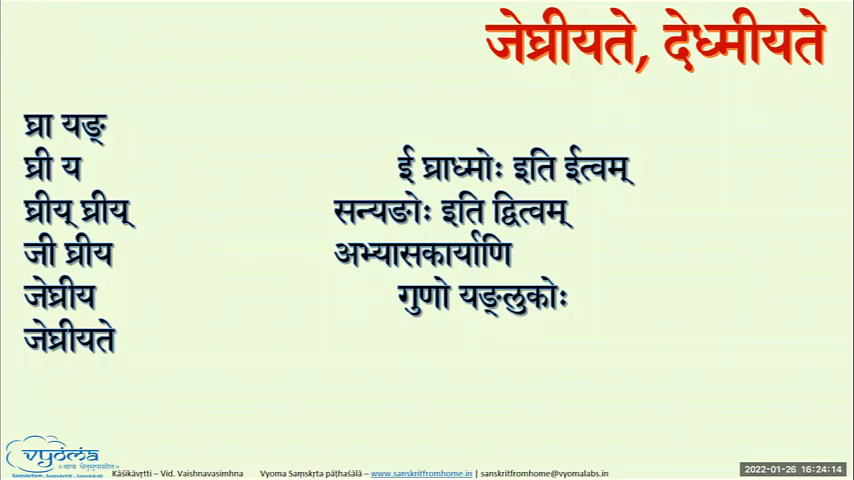 जेघ्रीयते, देध्मीयते
घ्रा यङ्
घ्री य ई घ्राध्मोः इति ईत्वम्
घ्रीय् घ्रीय् सन्यङोः इति द्वित्वम्
जी घ्रीय अभ्यासकार्याणि
जेघ्रीय गुणो यङ्लुकोः
जेघ्रीयते
vyoma
॥ वाचं धेनुमुपासीत ॥
Kāśikāvṛtti – Vid. Vaishnavasimhna Vyoma Saṃskṛta pāṭhaśālā – www.sanskritfromhome.in | sanskritfromhome@vyomalabs.in
2022-01-26 16:24:14